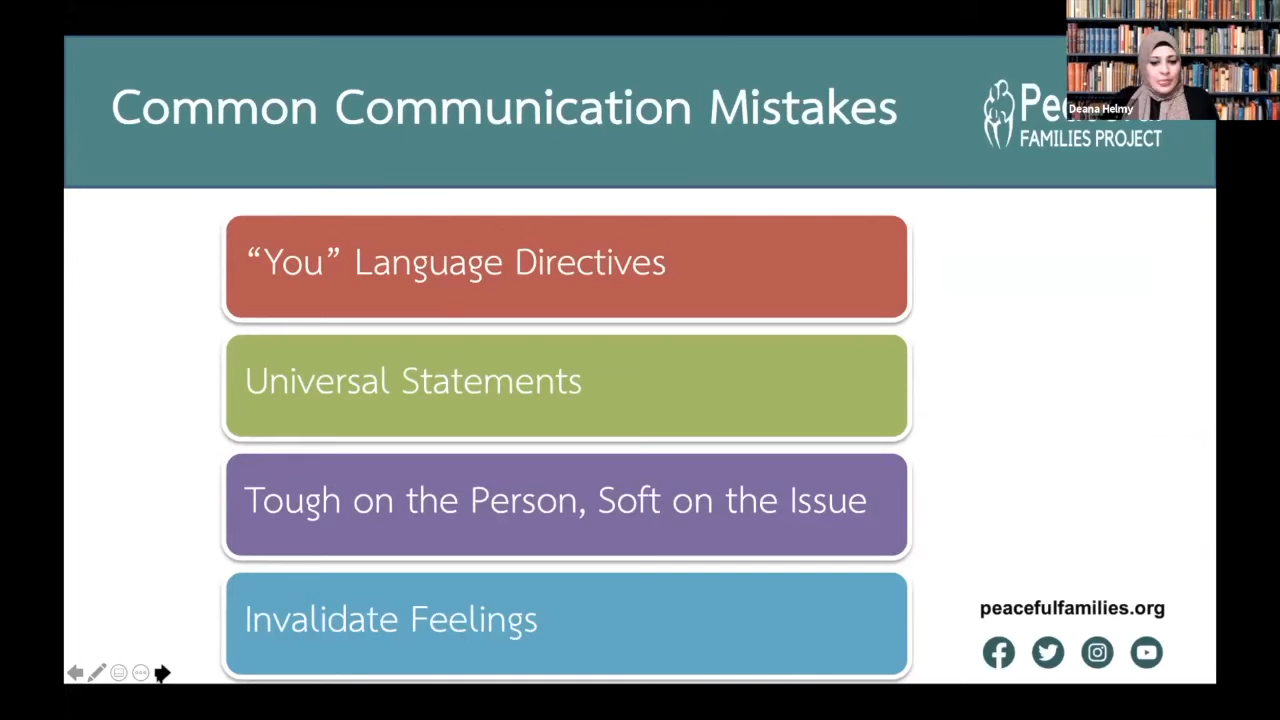 Common Communication Mistakes
FAMILIES PROJECT
Deana Helmy
“You” Language Directives
Universal Statements
Tough on the Person, Soft on the Issue
Invalidate Feelings
peacefulfamilies.org